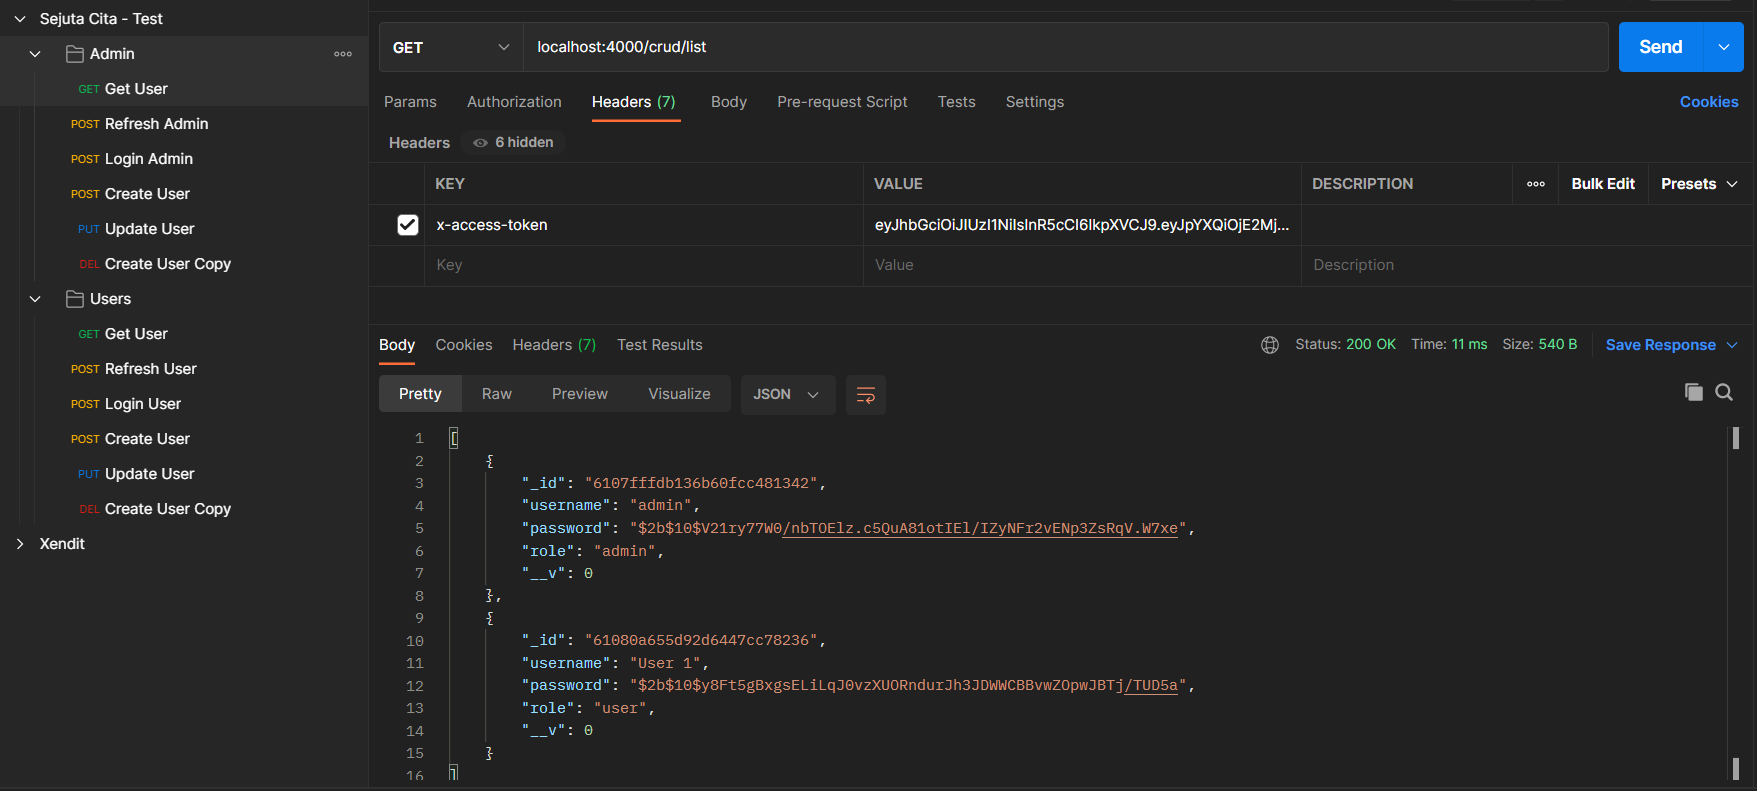 Sejuta Cita - Test
Admin
GET Get User
POST Refresh Admin
POST Login Admin
POST Create User
PUT Update User
DEL Create User Copy
Users
GET Get User
POST Refresh User
POST Login User
POST Create User
PUT Update User
DEL Create User Copy
Xendit
GET localhost:4000/crud/list Send
Params Authorization Headers (7) Body Pre-request Script Tests Settings Cookies
Headers 6 hidden
KEY VALUE DESCRIPTION Bulk Edit Presets
x-access-token eyJhbGciOiJIUzI1NiIsInR5cCI6IkpXVCJ9.eyJpYXQiOjE2Mj...
Key Value Description
Body Cookies Headers (7) Test Results Status: 200 OK Time: 11 ms Size: 540 B Save Response
Pretty Raw Preview Visualize JSON
1 [
2 {
3 "_id": "6107fffdb136b60fcc481342",
4 "username": "admin",
5 "password": "$2b$10$V21ry77W0/nbTOElz.c5QuA81otIEl/IZyNFr2vENp3ZsRqV.W7xe",
6 "role": "admin",
7 "__v": 0
8 },
9 {
10 "_id": "61080a655d92d6447cc78236",
11 "username": "User 1",
12 "password": "$2b$10$y8Ft5gBxgsELiLqJ0vzXUORndurJh3JDWWCBBvwZOpwJBTj/TUD5a",
13 "role": "user",
14 "__v": 0
15 }
16 ]